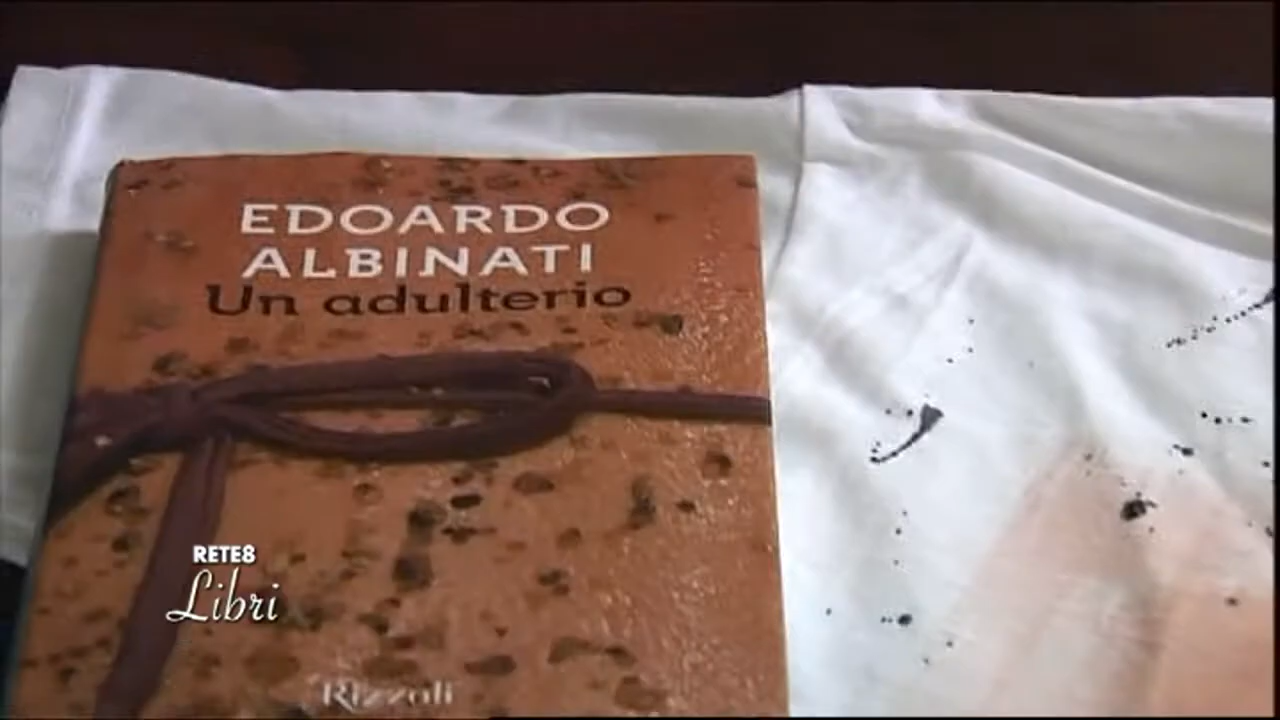 EDOARDO
ALBINATI
Un adulterio
RETE8
Libri
Rizzoli